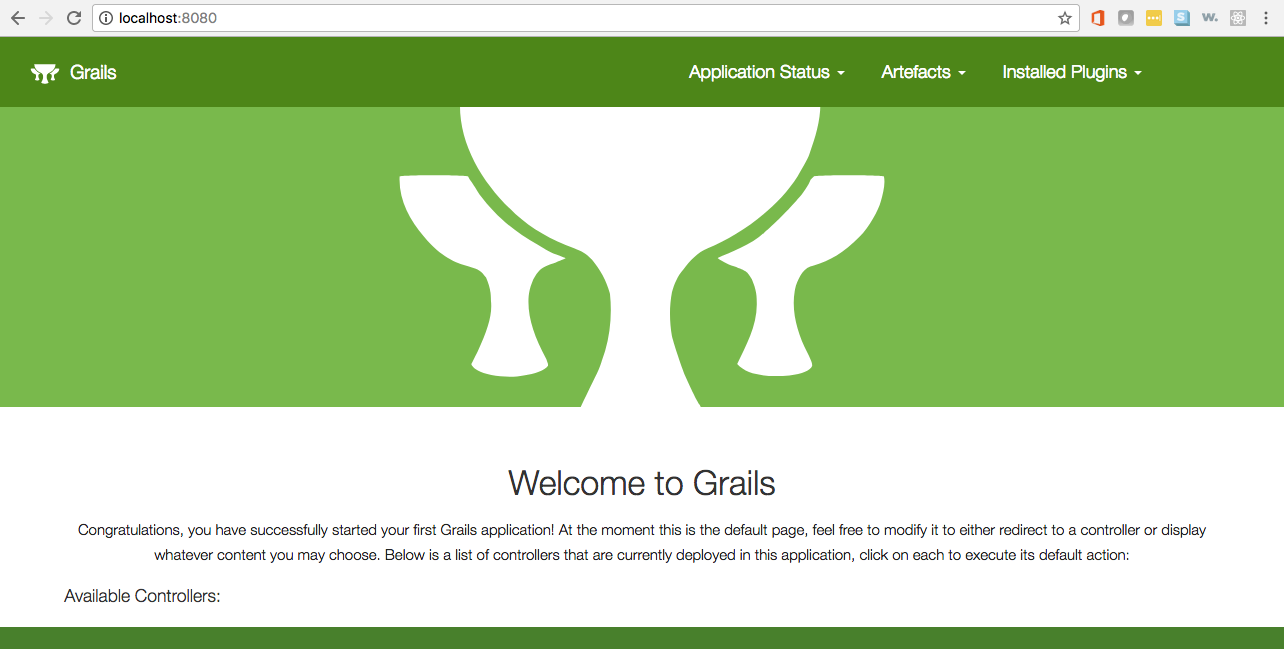 localhost:8080
Grails
Application Status
Artefacts
Installed Plugins
Welcome to Grails
Congratulations, you have successfully started your first Grails application! At the moment this is the default page, feel free to modify it to either redirect to a controller or display
whatever content you may choose. Below is a list of controllers that are currently deployed in this application, click on each to execute its default action:
Available Controllers: